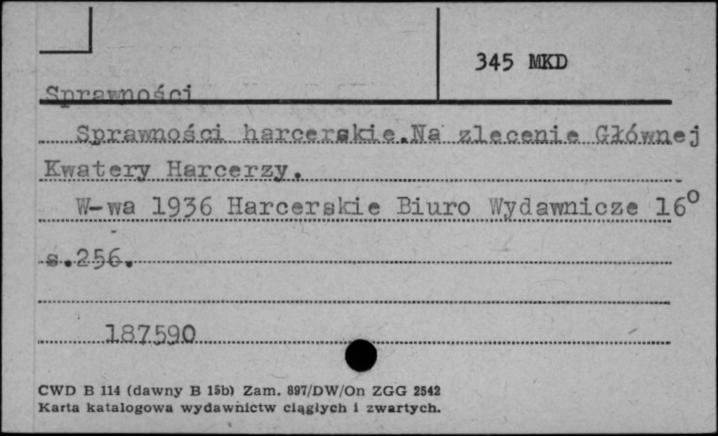 345 MKD
Sprawności
Sprawności harcerskie.Na zlecenie Głównej
Kwatery Harcerzy.
W-wa 1936 Harcerskie Biuro Wydawnicze 16°
s.256.
187590
CWD B 114 (dawny B 15b) Zam. 897/DW/On ZGG 2542
Karta katalogowa wydawnictw ciągłych i zwartych.